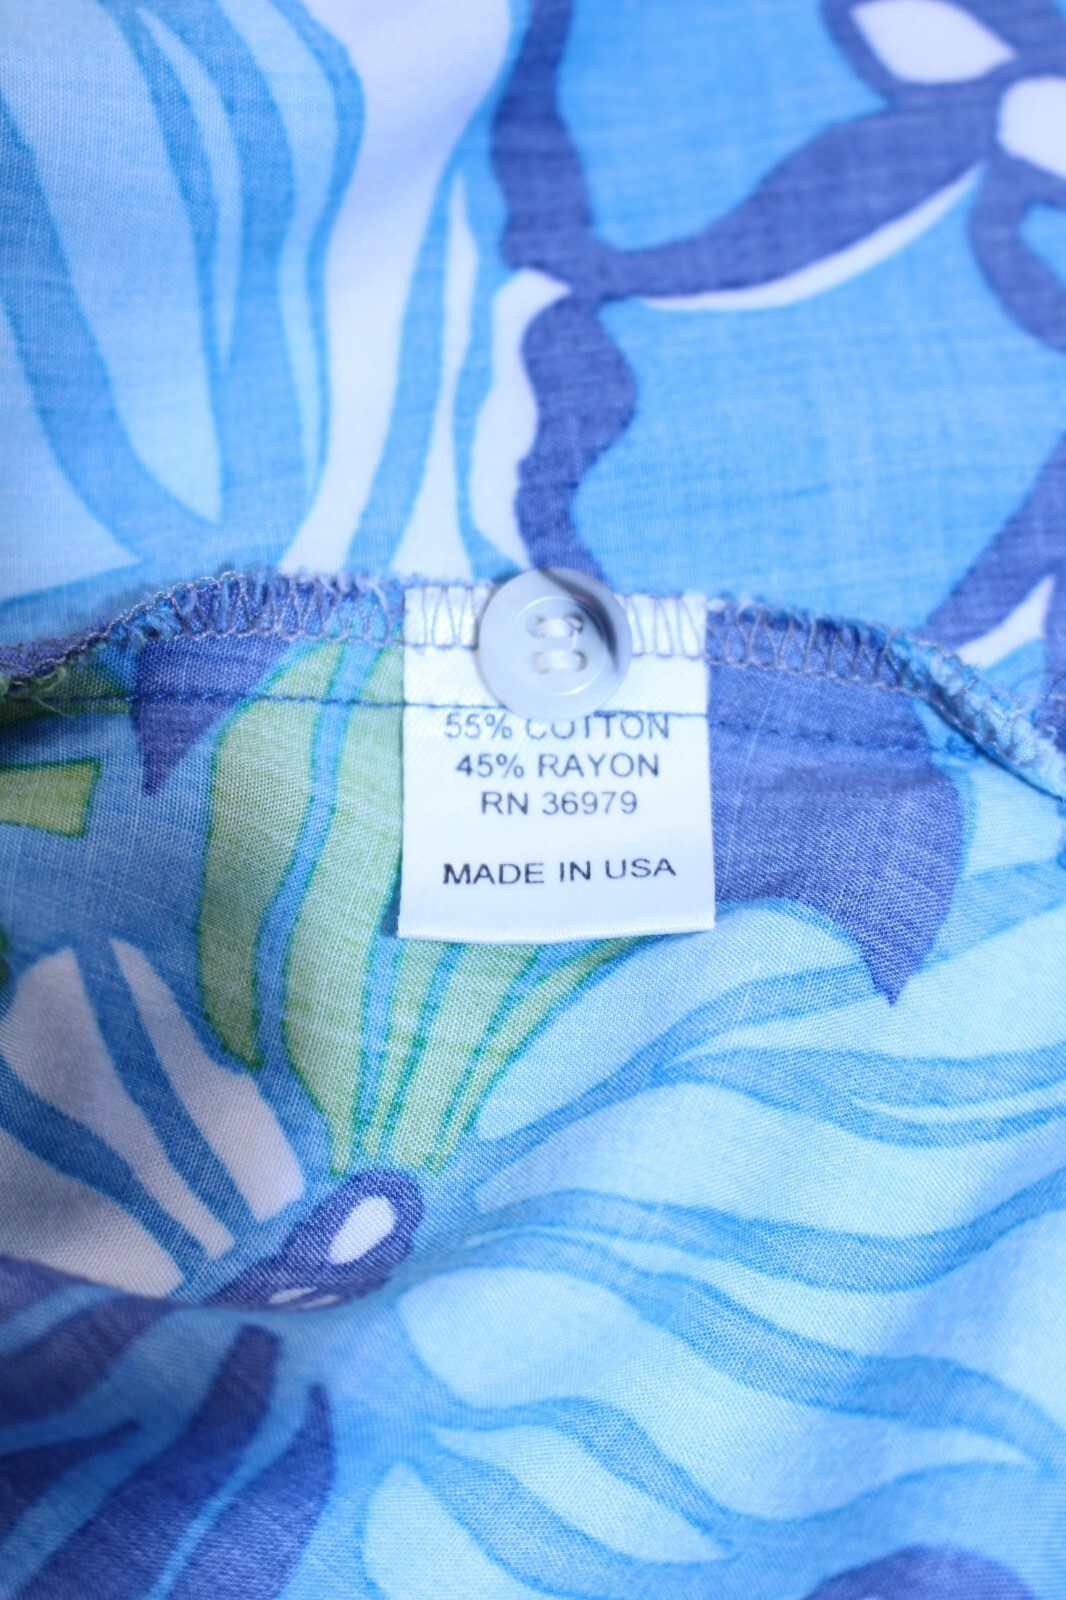 55% COTTON
45% RAYON
RN 36979
MADE IN USA